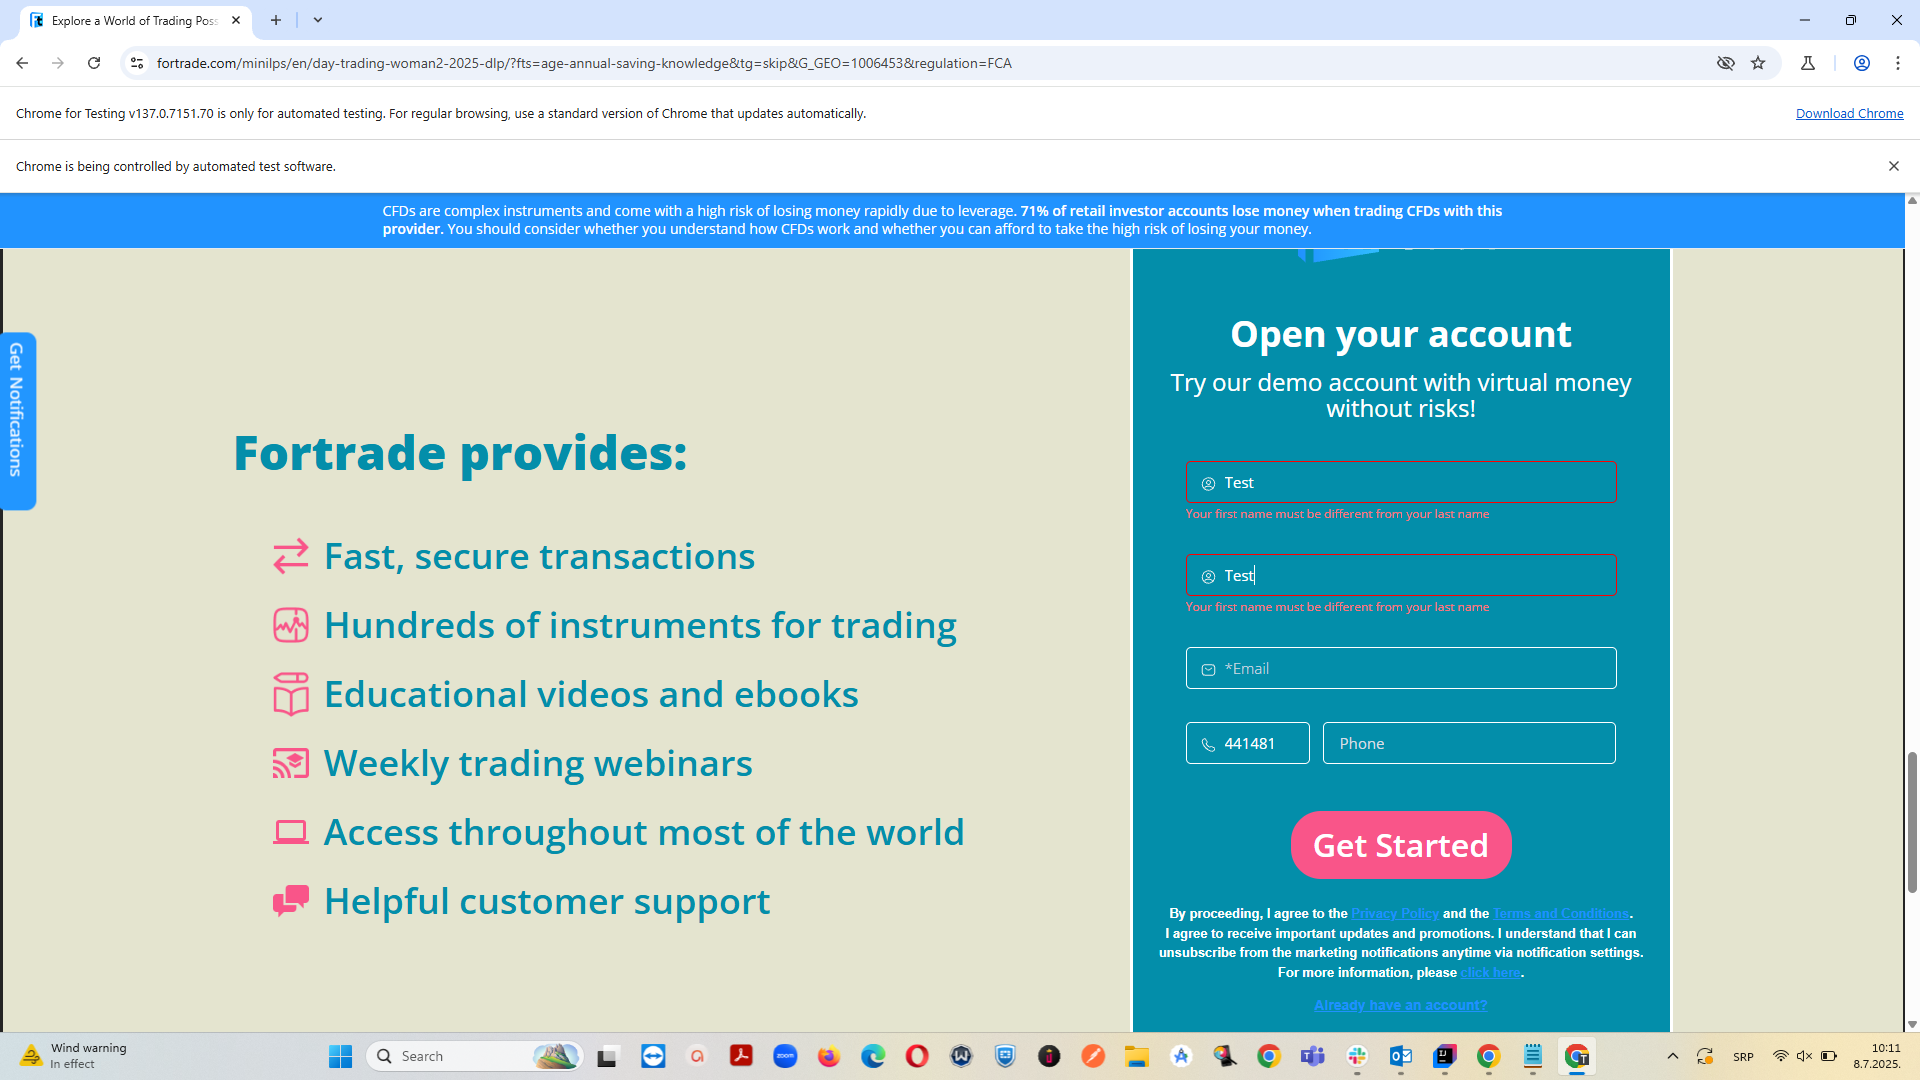 Explore a World of Trading Poss
fortrade.com/minilps/en/day-trading-woman2-2025-dlp/?fts=age-annual-saving-knowledge&tg=skip&G_GEO=1006453&regulation=FCA
Chrome for Testing v137.0.7151.70 is only for automated testing. For regular browsing, use a standard version of Chrome that updates automatically.
Download Chrome
Chrome is being controlled by automated test software.
CFDs are complex instruments and come with a high risk of losing money rapidly due to leverage. 71% of retail investor accounts lose money when trading CFDs with this
provider. You should consider whether you understand how CFDs work and whether you can afford to take the high risk of losing your money.
Get Notifications
Fortrade provides:
Fast, secure transactions
Hundreds of instruments for trading
Educational videos and ebooks
Weekly trading webinars
Access throughout most of the world
Helpful customer support
Open your account
Try our demo account with virtual money
without risks!
Test
Your first name must be different from your last name
Test
Your first name must be different from your last name
*Email
441481
Phone
Get Started
By proceeding, I agree to the Privacy Policy and the Terms and Conditions.
I agree to receive important updates and promotions. I understand that I can
unsubscribe from the marketing notifications anytime via notification settings.
For more information, please click here.
Already have an account?
Wind warning
In effect
Search
zoom
SRP
10:11
8.7.2025.